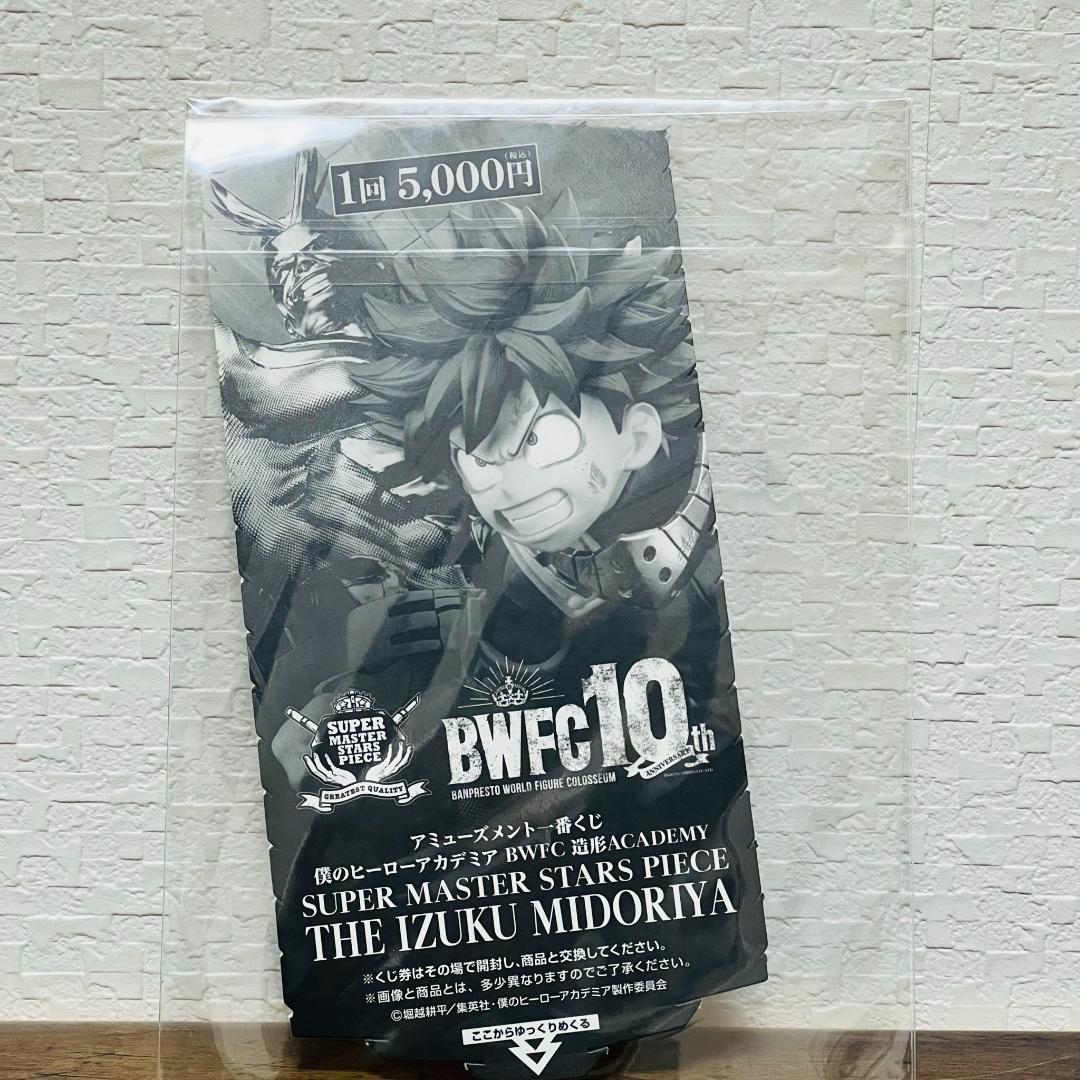 (税込)
1回 5,000円
SUPER
MASTER
STARS
PIECE
GREATEST QUALITY
BWFC10th
ANNIVERSARY
BANPRESTO WORLD FIGURE COLOSSEUM
アミューズメント一番くじ
僕のヒーローアカデミア BWFC 造形ACADEMY
SUPER MASTER STARS PIECE
THE IZUKU MIDORIYA
※くじ券はその場で開封し、商品と交換してください。
※画像と商品とは、多少異なりますのでご了承ください。
©堀越耕平/集英社・僕のヒーローアカデミア製作委員会
ここからゆっくりめくる